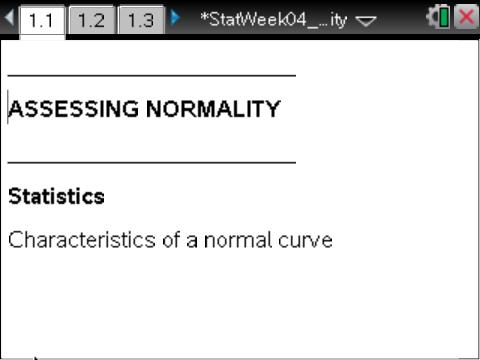 1.1 1.2 1.3 *StatWeek04_...ity
ASSESSING NORMALITY
Statistics
Characteristics of a normal curve